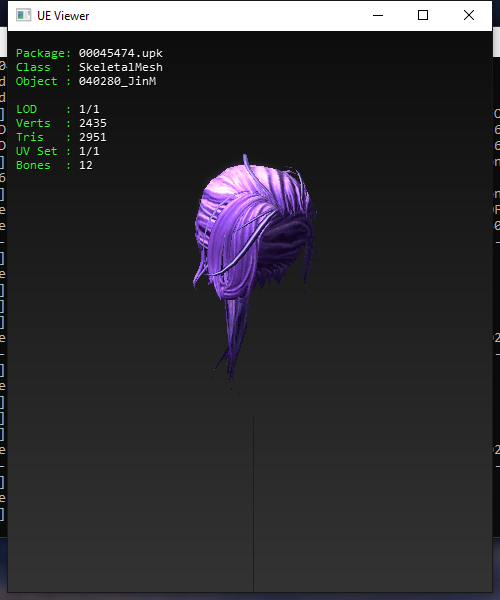 UE Viewer
Package: 00045474.upk
Class : SkeletalMesh
Object : 040280_JinM
LOD : 1/1
Verts : 2435
Tris : 2951
UV Set : 1/1
Bones : 12